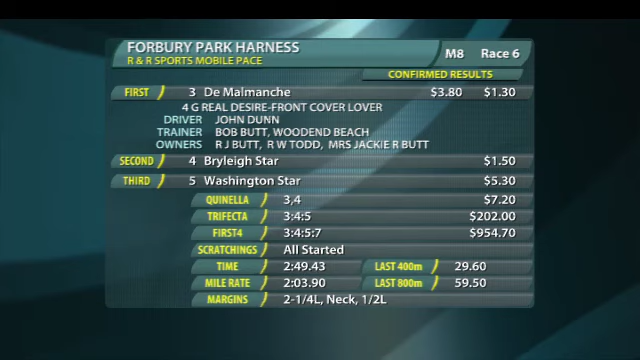 FORBURY PARK HARNESS M8 Race 6
R & R SPORTS MOBILE PACE
CONFIRMED RESULTS
FIRST 3 De Malmanche $3.80 $1.30
4 G REAL DESIRE-FRONT COVER LOVER
DRIVER JOHN DUNN
TRAINER BOB BUTT, WOODEND BEACH
OWNERS R J BUTT, R W TODD, MRS JACKIE R BUTT
SECOND 4 Bryleigh Star $1.50
THIRD 5 Washington Star $5.30
QUINELLA 3,4 $7.20
TRIFECTA 3:4:5 $202.00
FIRST4 3:4:5:7 $954.70
SCRATCHINGS All Started
TIME 2:49.43 LAST 400m 29.60
MILE RATE 2:03.90 LAST 800m 59.50
MARGINS 2-1/4L, Neck, 1/2L